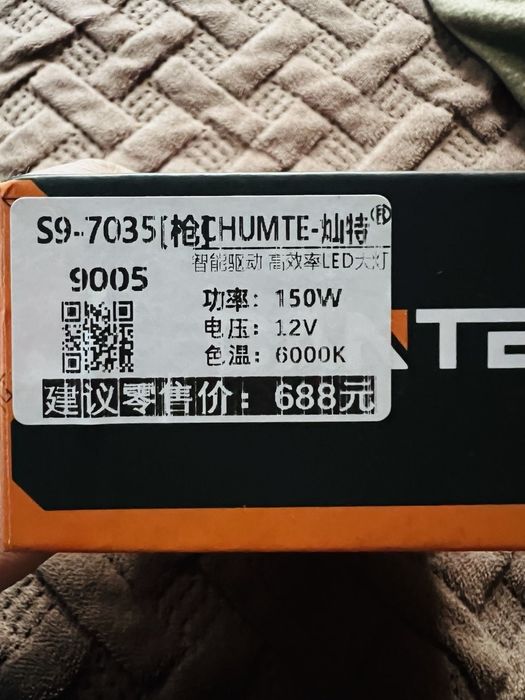 S9-7035[枪]CHUMTE-灿特®
智能驱动 高效率LED大灯
9005
功率: 150W
电压: 12V
色温: 6000K
建议零售价: 688元
NTE